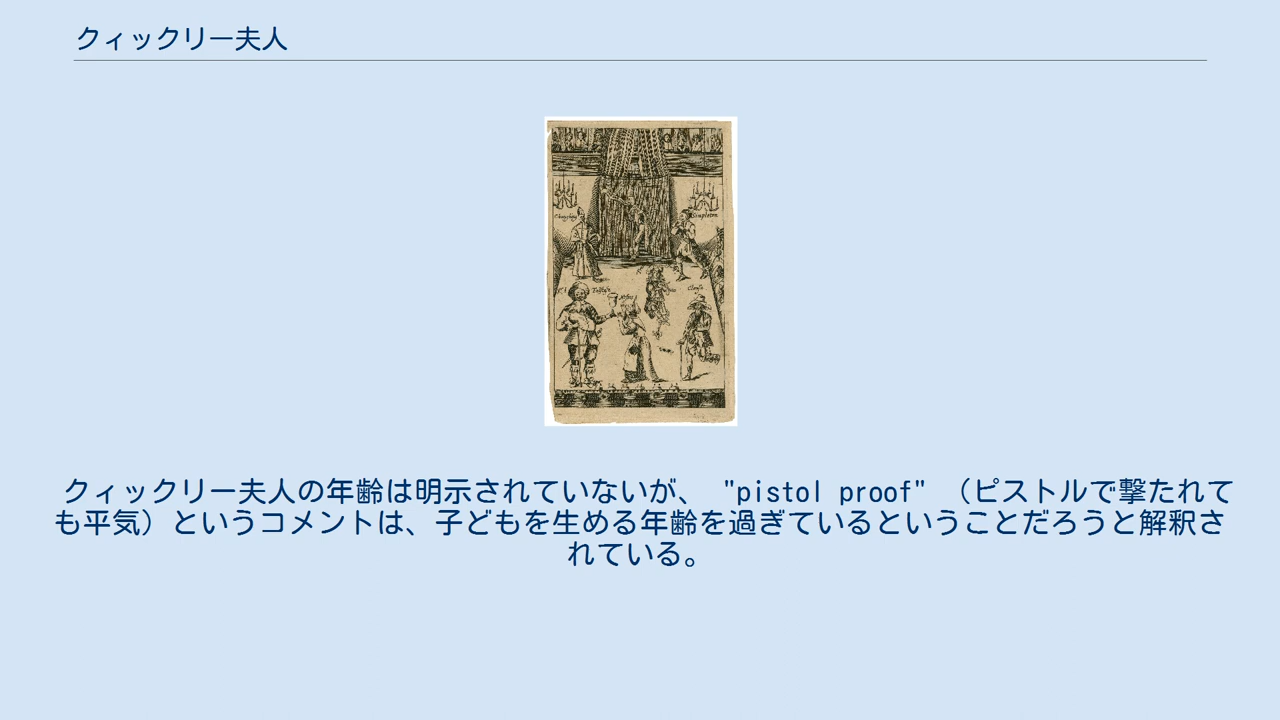 クィックリー夫人
クィックリー夫人の年齢は明示されていないが、 "pistol proof" （ピストルで撃たれて
も平気）というコメントは、子どもを生める年齢を過ぎているということだろうと解釈さ
れている。